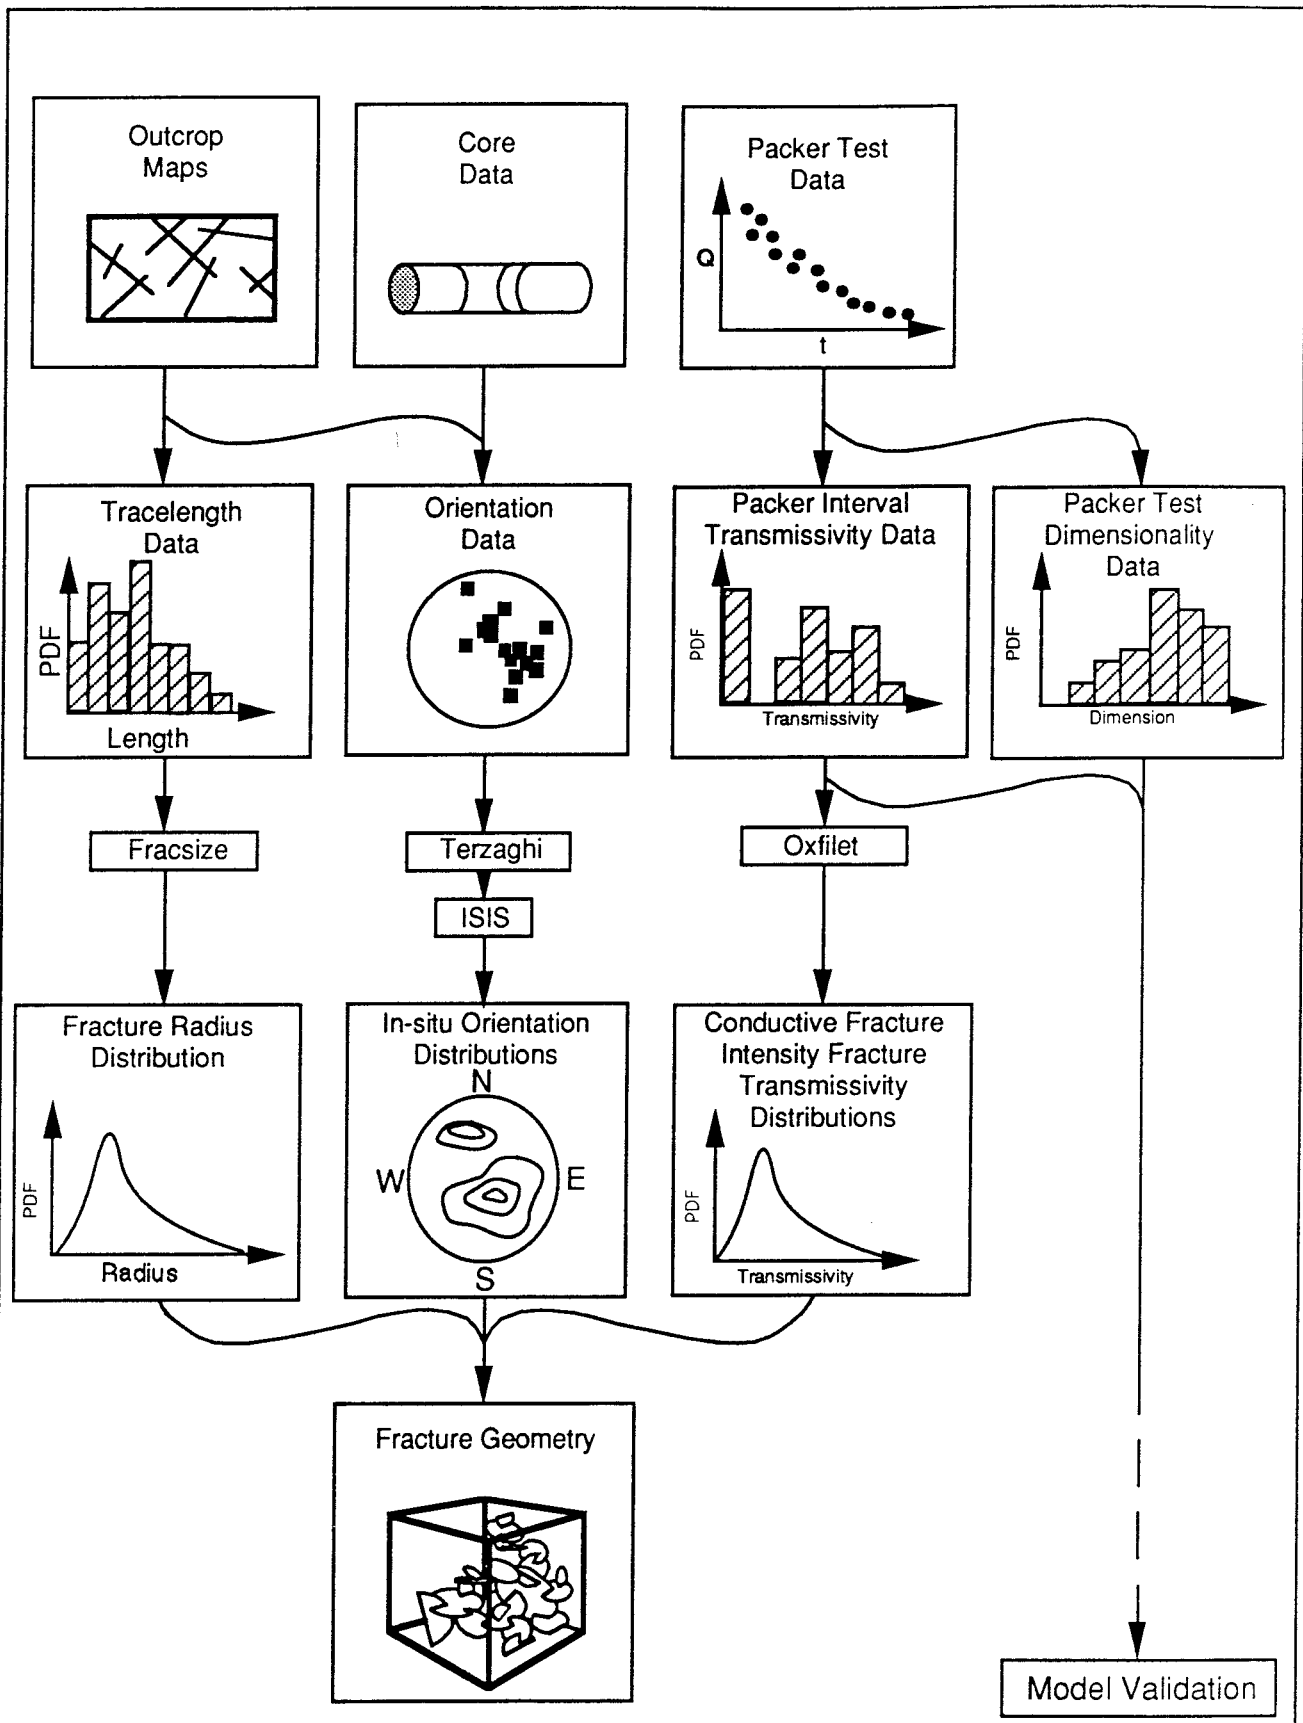 Outcrop
Maps
Core
Data
Packer Test
Data
Q
t
Tracelength
Data
PDF
Length
Orientation
Data
Packer Interval
Transmissivity Data
PDF
Transmissivity
Packer Test
Dimensionality
Data
PDF
Dimension
Fracsize
Terzaghi
ISIS
Oxfilet
Fracture Radius
Distribution
PDF
Radius
In-situ Orientation
Distributions
N
W
E
S
Conductive Fracture
Intensity Fracture
Transmissivity
Distributions
PDF
Transmissivity
Fracture Geometry
Model Validation